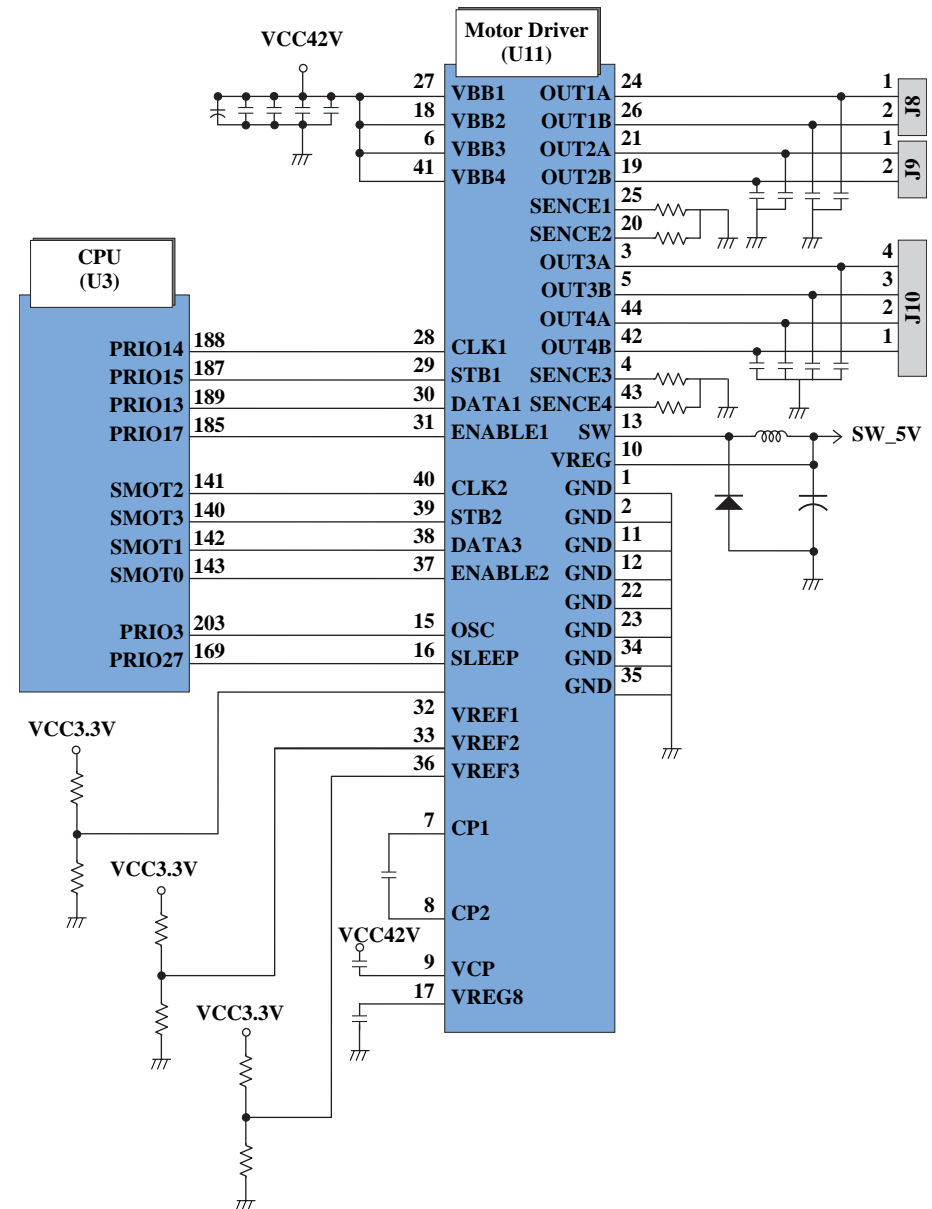 Motor Driver
(U11)
VCC42V
27 VBB1 OUT1A 24 1
18 VBB2 OUT1B 26 2 J8
6 VBB3 OUT2A 21 1
41 VBB4 OUT2B 19 2 J9
SENCE1 25
SENCE2 20
CPU
(U3)
OUT3A 3 4
OUT3B 5 3
OUT4A 44 2 J10
OUT4B 42 1
PRIO14 188 28 CLK1
PRIO15 187 29 STB1 SENCE3 4
PRIO13 189 30 DATA1 SENCE4 43
PRIO17 185 31 ENABLE1 SW 13 SW_5V
VREG 10
SMOT2 141 40 CLK2 GND 1
SMOT3 140 39 STB2 GND 2
SMOT1 142 38 DATA3 GND 11
SMOT0 143 37 ENABLE2 GND 12
GND 22
PRIO3 203 15 OSC GND 23
PRIO27 169 16 SLEEP GND 34
GND 35
32 VREF1
VCC3.3V
33 VREF2
36 VREF3
7 CP1
VCC3.3V
8 CP2
VCC42V
9 VCP
17 VREG8
VCC3.3V